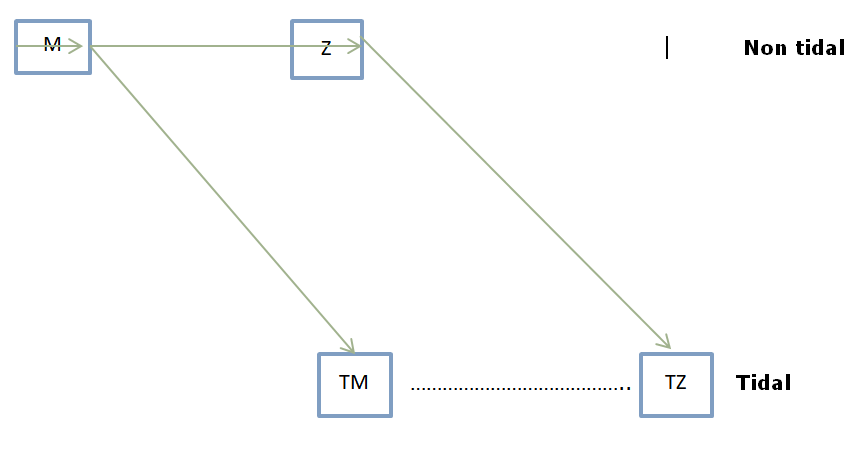 M Z | Non tidal
TM ........................................ TZ Tidal